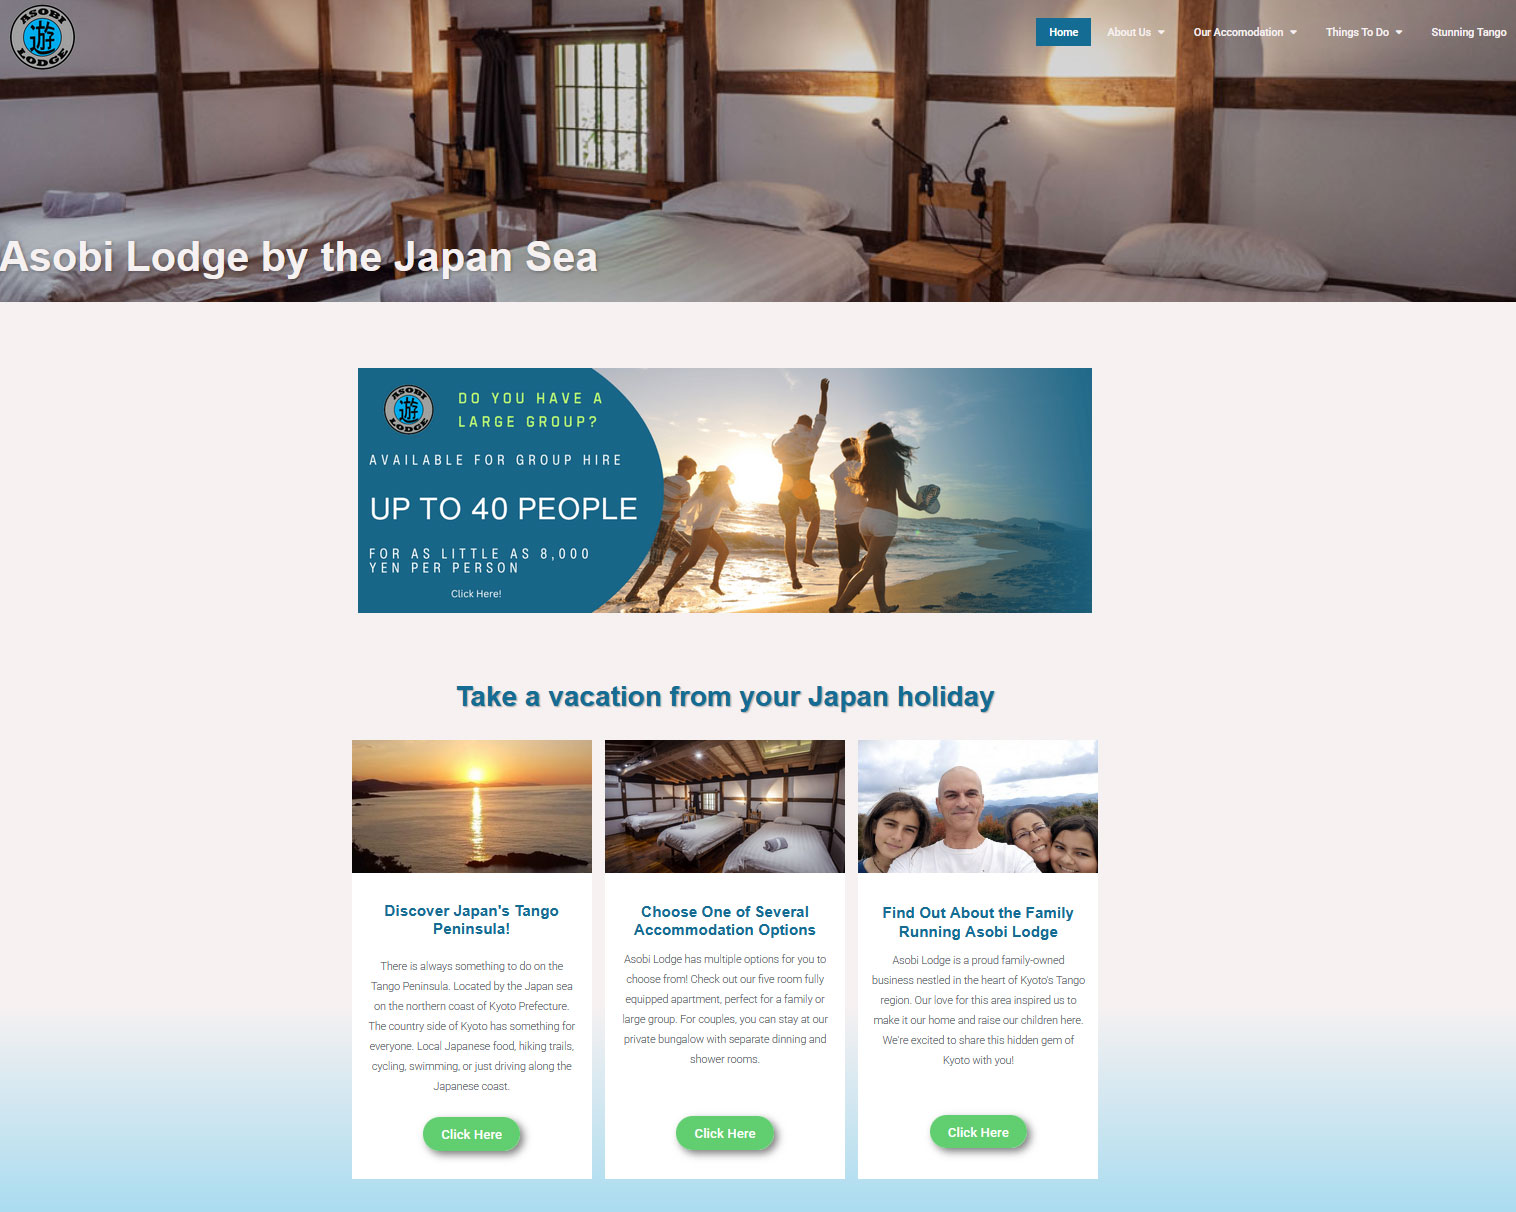 ASOBI
遊
LODGE
Home
About Us
Our Accomodation
Things To Do
Stunning Tango
Asobi Lodge by the Japan Sea
ASOBI
遊
LODGE
DO YOU HAVE A
LARGE GROUP?
AVAILABLE FOR GROUP HIRE
UP TO 40 PEOPLE
FOR AS LITTLE AS 8,000
YEN PER PERSON
Click Here!
Take a vacation from your Japan holiday
Discover Japan's Tango
Peninsula!
There is always something to do on the
Tango Peninsula. Located by the Japan sea
on the northern coast of Kyoto Prefecture.
The country side of Kyoto has something for
everyone. Local Japanese food, hiking trails,
cycling, swimming, or just driving along the
Japanese coast.
Click Here
Choose One of Several
Accommodation Options
Asobi Lodge has multiple options for you to
choose from! Check out our five room fully
equipped apartment, perfect for a family or
large group. For couples, you can stay at our
private bungalow with separate dinning and
shower rooms.
Click Here
Find Out About the Family
Running Asobi Lodge
Asobi Lodge is a proud family-owned
business nestled in the heart of Kyoto's Tango
region. Our love for this area inspired us to
make it our home and raise our children here.
We're excited to share this hidden gem of
Kyoto with you!
Click Here